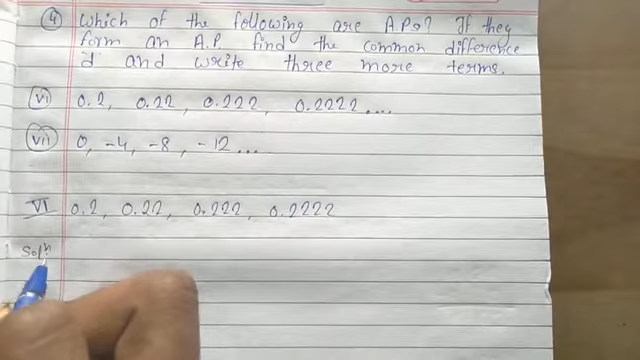 ④ Which of the following are A.Ps? If they
form an A.P. find the common difference
d and write three more terms.
(vi) 0.2, 0.22, 0.222, 0.2222....
(vii) 0, -4, -8, -12...
VI 0.2, 0.22, 0.222, 0.2222
Solⁿ: